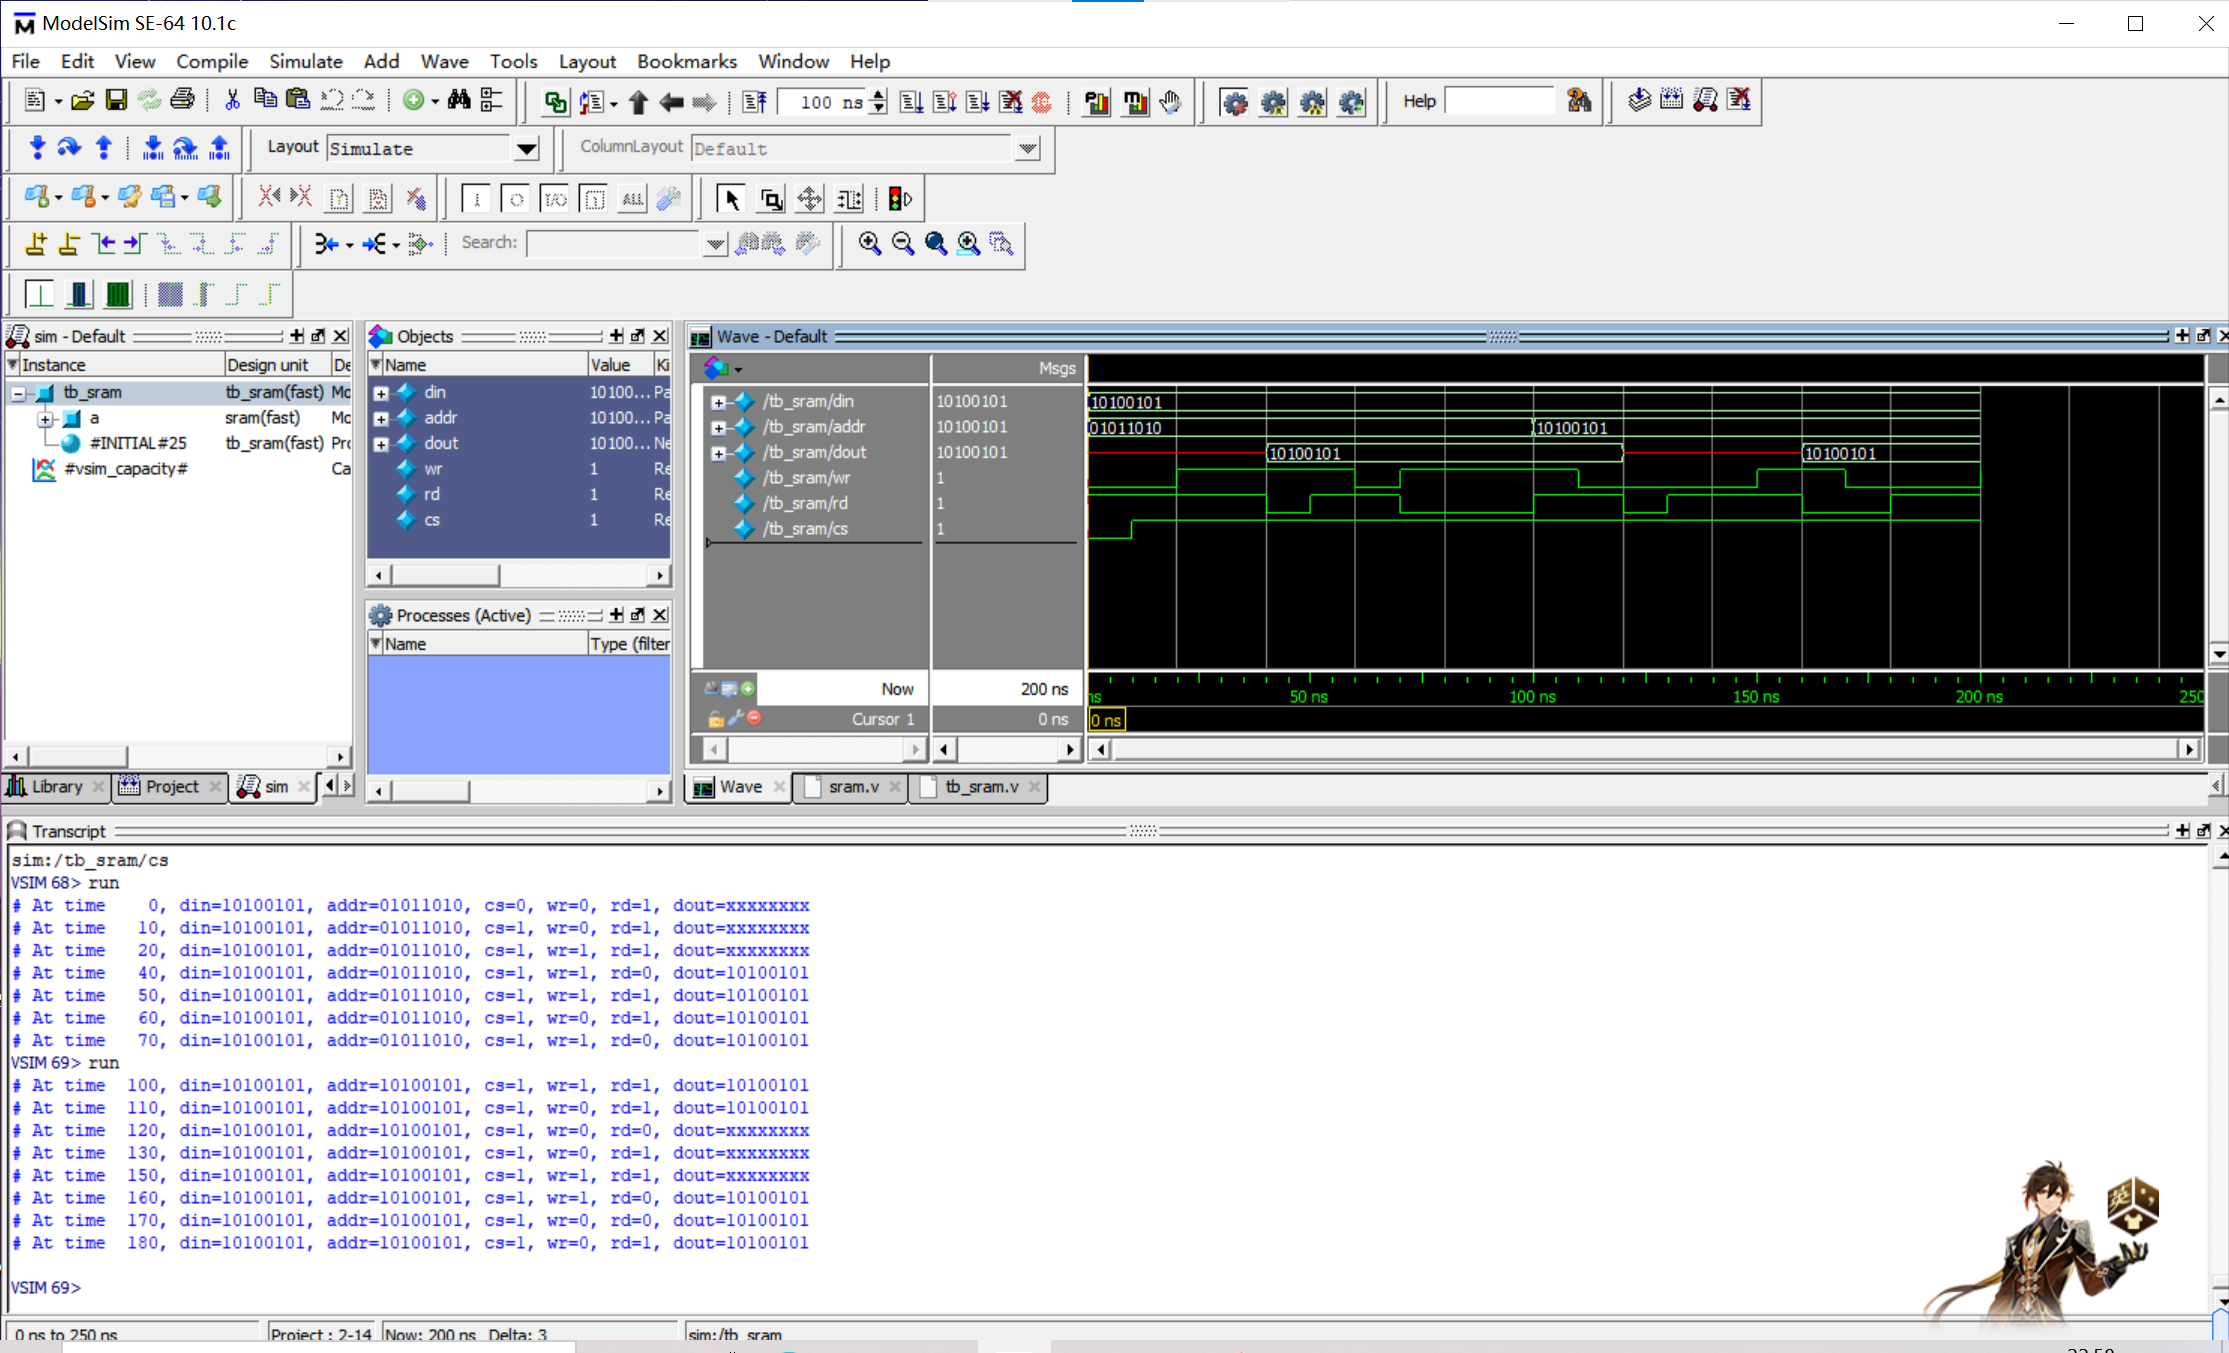 ModelSim SE-64 10.1c
File Edit View Compile Simulate Add Wave Tools Layout Bookmarks Window Help
100 ns Help
Layout Simulate ColumnLayout Default
ALL
Search:
sim - Default
Instance Design unit De
tb_sram tb_sram(fast) Mo
a sram(fast) Mo
#INITIAL#25 tb_sram(fast) Pro
#vsim_capacity# Ca
Library Project sim
Objects
Name Value Ki
din 10100... Pa
addr 10100... Pa
dout 10100... Ne
wr 1 Re
rd 1 Re
cs 1 Re
Processes (Active)
Name Type (filter
Wave - Default
Msgs
/tb_sram/din 10100101 10100101
/tb_sram/addr 10100101 01011010 10100101
/tb_sram/dout 10100101 10100101 10100101
/tb_sram/wr 1
/tb_sram/rd 1
/tb_sram/cs 1
Now 200 ns ns 50 ns 100 ns 150 ns 200 ns 250
Cursor 1 0 ns 0 ns
Wave sram.v tb_sram.v
Transcript
sim:/tb_sram/cs
VSIM 68> run
# At time 0, din=10100101, addr=01011010, cs=0, wr=0, rd=1, dout=xxxxxxxx
# At time 10, din=10100101, addr=01011010, cs=1, wr=0, rd=1, dout=xxxxxxxx
# At time 20, din=10100101, addr=01011010, cs=1, wr=1, rd=1, dout=xxxxxxxx
# At time 40, din=10100101, addr=01011010, cs=1, wr=1, rd=0, dout=10100101
# At time 50, din=10100101, addr=01011010, cs=1, wr=1, rd=1, dout=10100101
# At time 60, din=10100101, addr=01011010, cs=1, wr=0, rd=1, dout=10100101
# At time 70, din=10100101, addr=01011010, cs=1, wr=1, rd=0, dout=10100101
VSIM 69> run
# At time 100, din=10100101, addr=10100101, cs=1, wr=1, rd=1, dout=10100101
# At time 110, din=10100101, addr=10100101, cs=1, wr=0, rd=1, dout=10100101
# At time 120, din=10100101, addr=10100101, cs=1, wr=0, rd=0, dout=xxxxxxxx
# At time 130, din=10100101, addr=10100101, cs=1, wr=0, rd=1, dout=xxxxxxxx
# At time 150, din=10100101, addr=10100101, cs=1, wr=1, rd=1, dout=xxxxxxxx
# At time 160, din=10100101, addr=10100101, cs=1, wr=1, rd=0, dout=10100101
# At time 170, din=10100101, addr=10100101, cs=1, wr=0, rd=0, dout=10100101
# At time 180, din=10100101, addr=10100101, cs=1, wr=0, rd=1, dout=10100101
VSIM 69>
英
0 ns to 250 ns Project : 2-14 Now: 200 ns Delta: 3 sim:/tb_sram